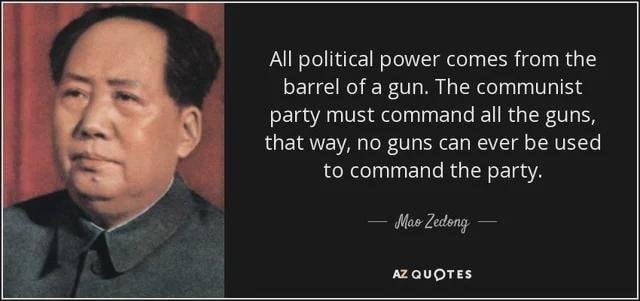 All political power comes from the
barrel of a gun. The communist
party must command all the guns,
that way, no guns can ever be used
to command the party.
Mao Zedong
AZ QUOTES